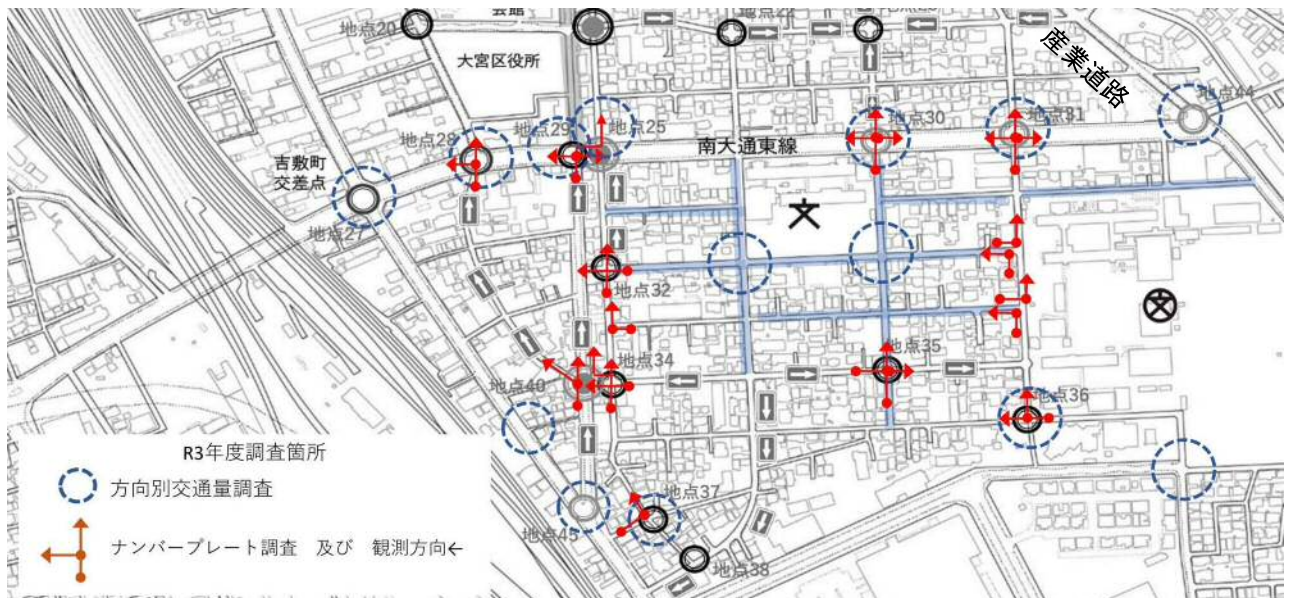 会館
地点20
大宮区役所
産業道路
地点44
地点28
地点29
地点25
地点30
地点31
南大通東線
吉敷町
交差点
地点27
地点32
地点34
地点35
地点40
地点36
R3年度調査箇所
方向別交通量調査
地点37
ナンバープレート調査 及び 観測方向←
地点45
地点38